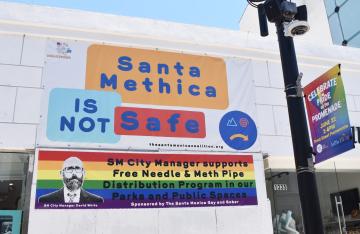 Santa
Methica
IS
NOT
Safe
thesantamonicacoalition.org
SM City Manager supports
Free Needle & Meth Pipe
Distribution Program in our
Parks and Public Spaces
Sponsored by The Santa Monica Gay and Sober
SM City Manager David White
CELEBRATE
PRIDE
ON THE
PROMENADE
1233